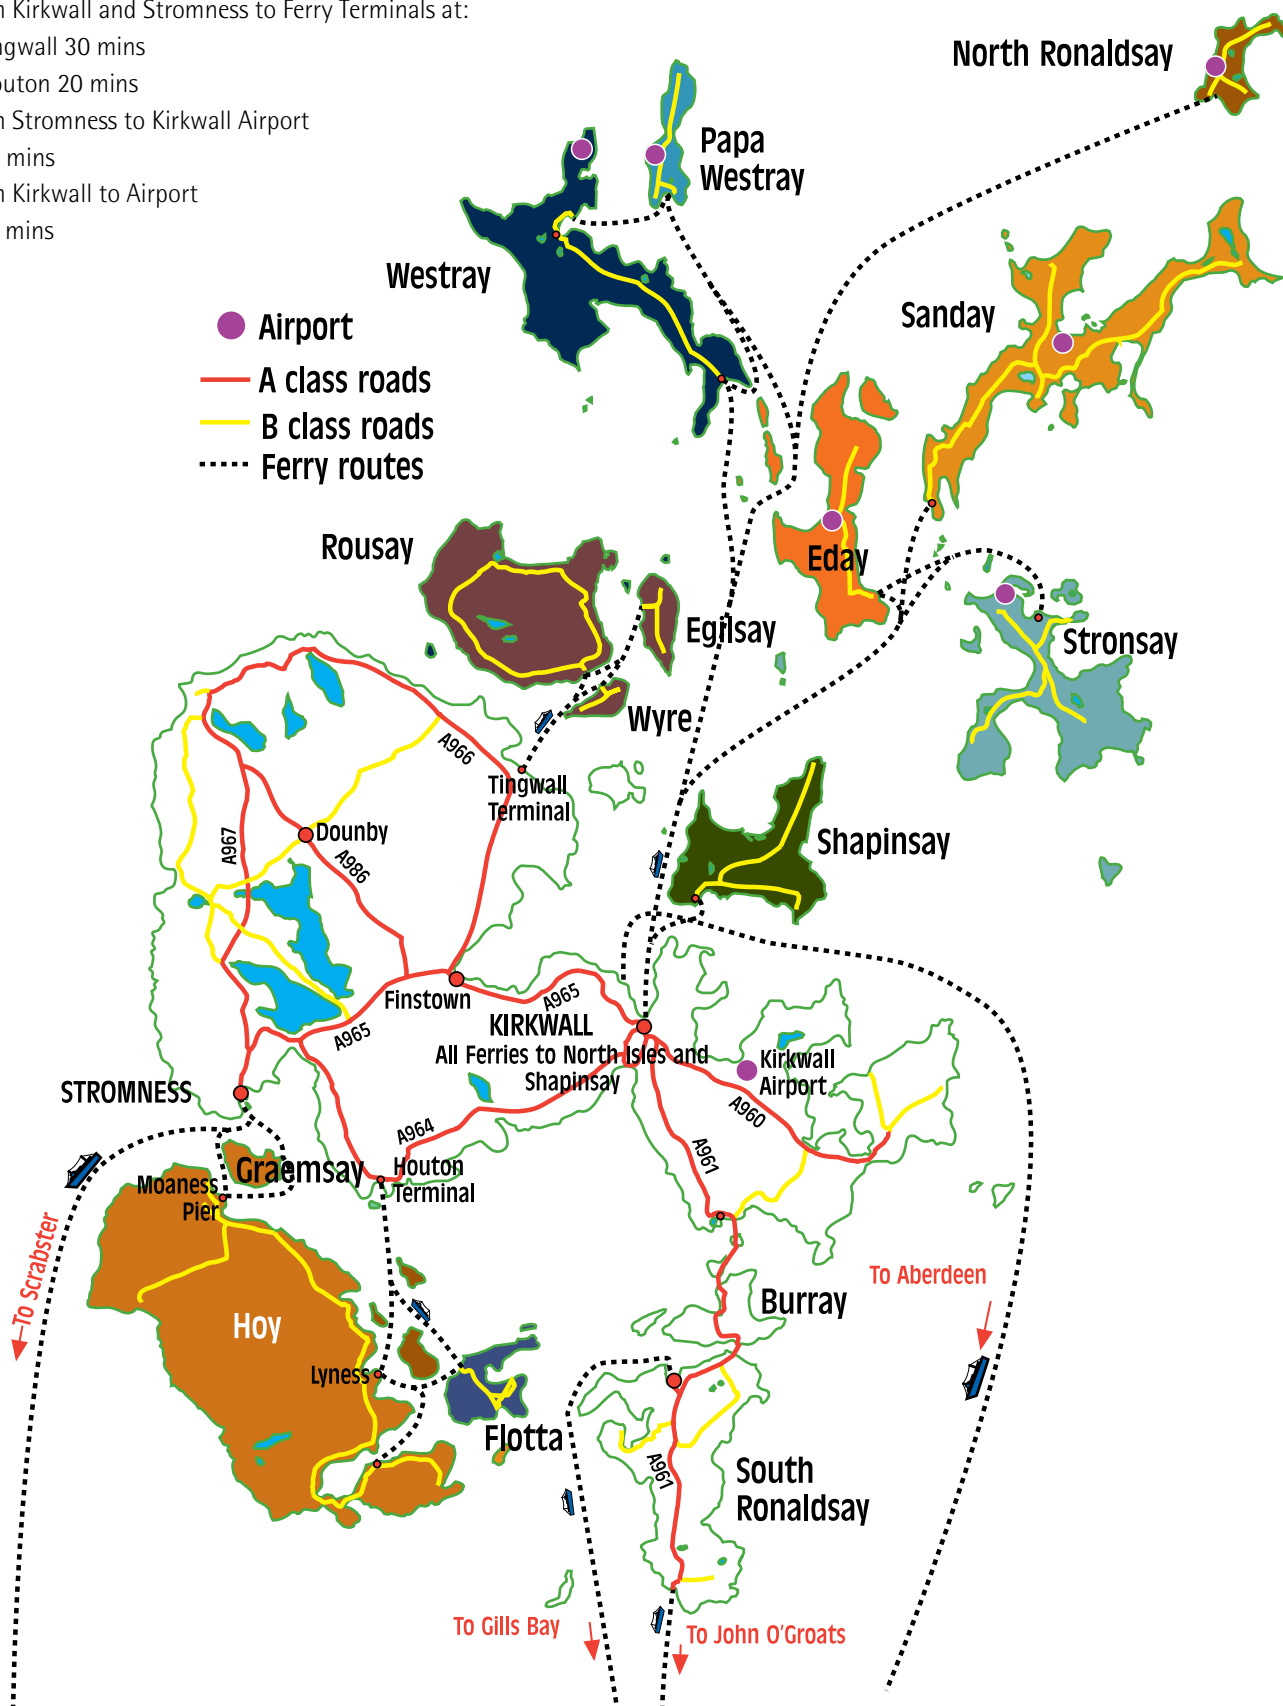 n Kirkwall and Stromness to Ferry Terminals at:
ngwall 30 mins
outon 20 mins
n Stromness to Kirkwall Airport
mins
n Kirkwall to Airport
mins
North Ronaldsay
Papa
Westray
Westray
Sanday
Airport
A class roads
B class roads
Ferry routes
Rousay
Eday
Egilsay
Stronsay
Wyre
A966
Tingwall
Terminal
Dounby
A967
A986
Shapinsay
Finstown
A965
KIRKWALL
All Ferries to North Isles and
Shapinsay
A965
Kirkwall
Airport
STROMNESS
A960
A964
A961
Graemsay
Houton
Terminal
Moaness
Pier
To Scrabster
To Aberdeen
Burray
Hoy
Lyness
Flotta
A961
South
Ronaldsay
To Gills Bay
To John O'Groats